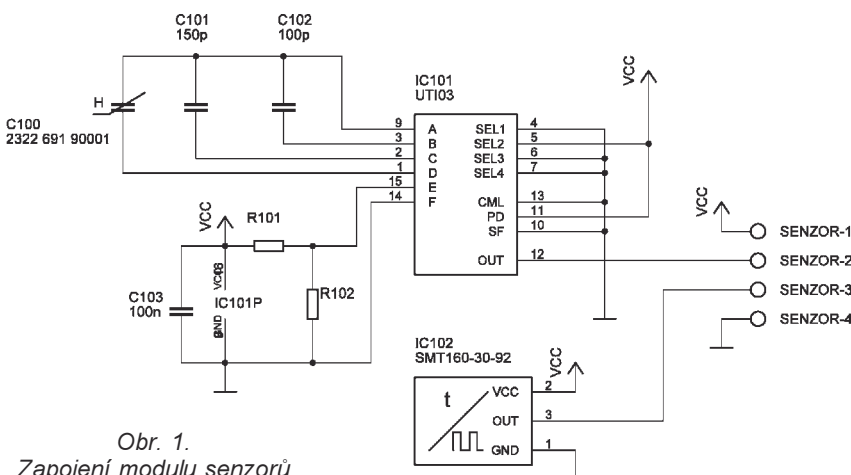 C101
150p
C102
100p
H
C100
2322 691 90001
IC101
UTI03
VCC
9 A SEL1 4
3 B SEL2 5
2 C SEL3 6
1 D SEL4 7
15 E
14 F
CML 13
PD 11
SF 10
OUT 12
VCC
SENZOR-1
SENZOR-2
SENZOR-3
SENZOR-4
VCC
R101
C103
100n
IC101P
GND
R102
IC102
SMT160-30-92
VCC
t
VCC 2
OUT 3
GND 1
Obr. 1.
Zapojení modulu senzorů